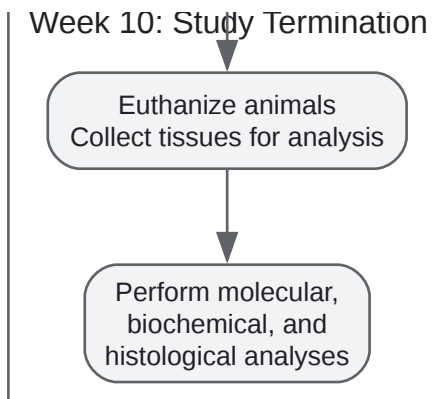 Week 10: Study Termination
Euthanize animals
Collect tissues for analysis
Perform molecular,
biochemical, and
histological analyses